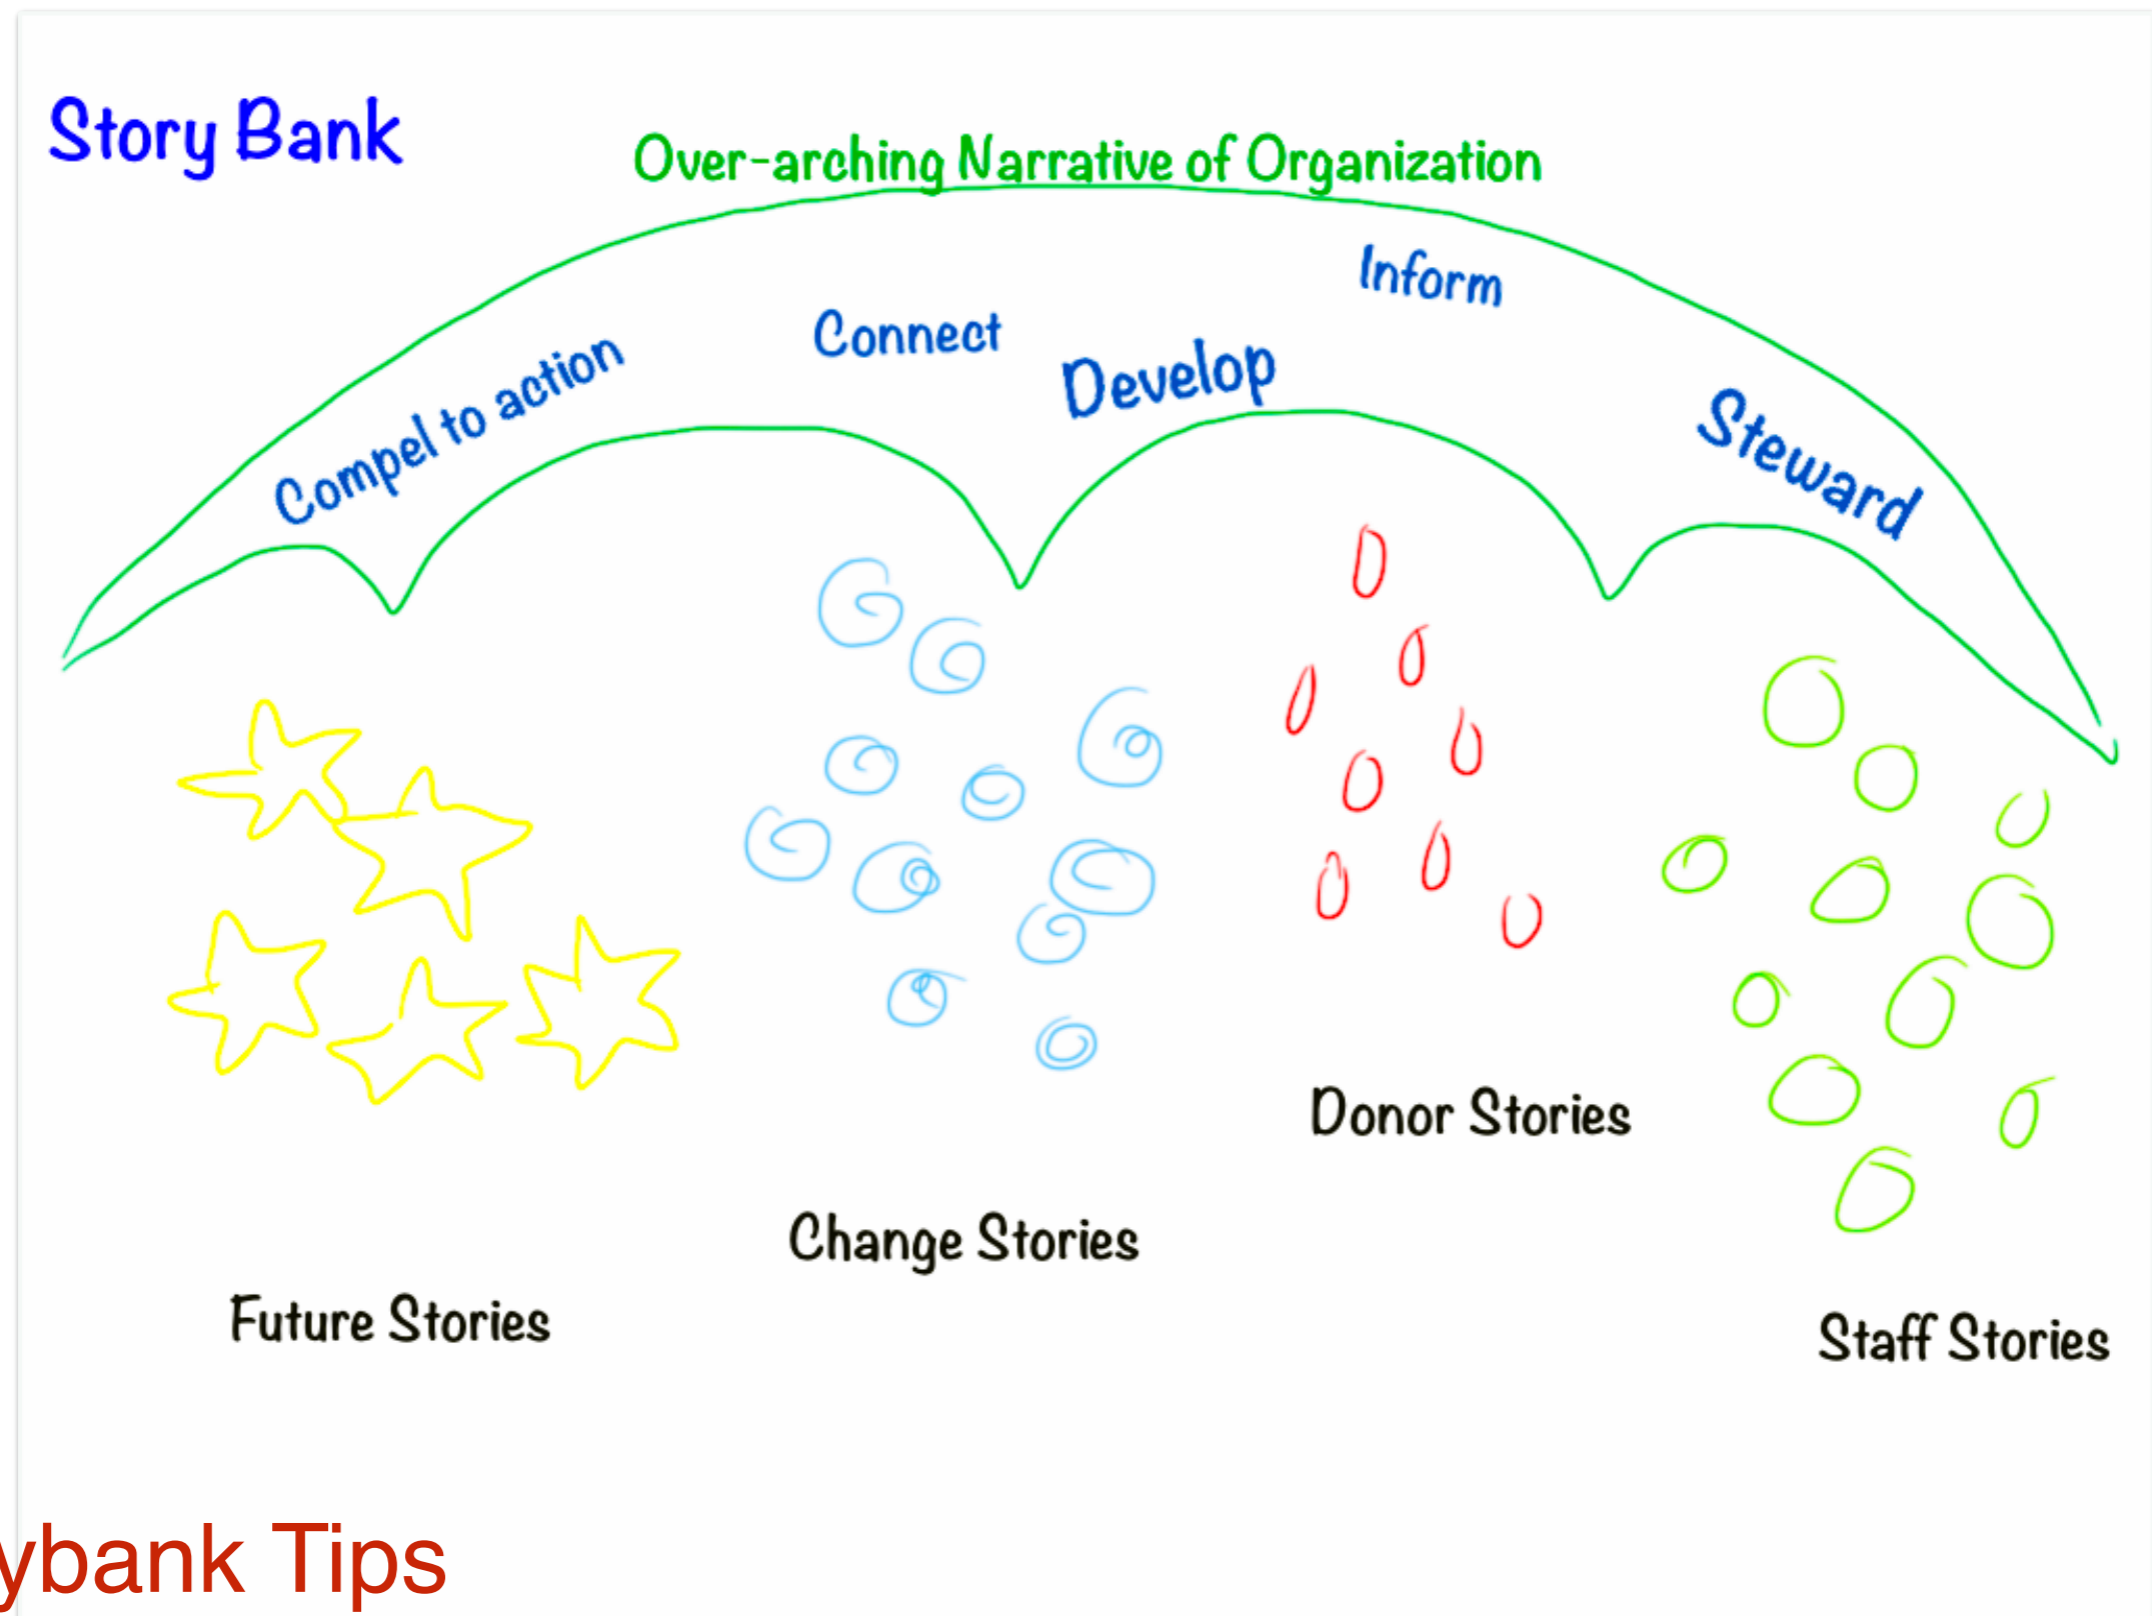 Story Bank
Over-arching Narrative of Organization
Inform
Connect
Compel to action
Develop
Steward
Donor Stories
Change Stories
Future Stories
Staff Stories
ybank Tips